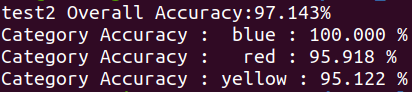 test2 Overall Accuracy:97.143%
Category Accuracy :   blue : 100.000 %
Category Accuracy :    red : 95.918 %
Category Accuracy : yellow : 95.122 %